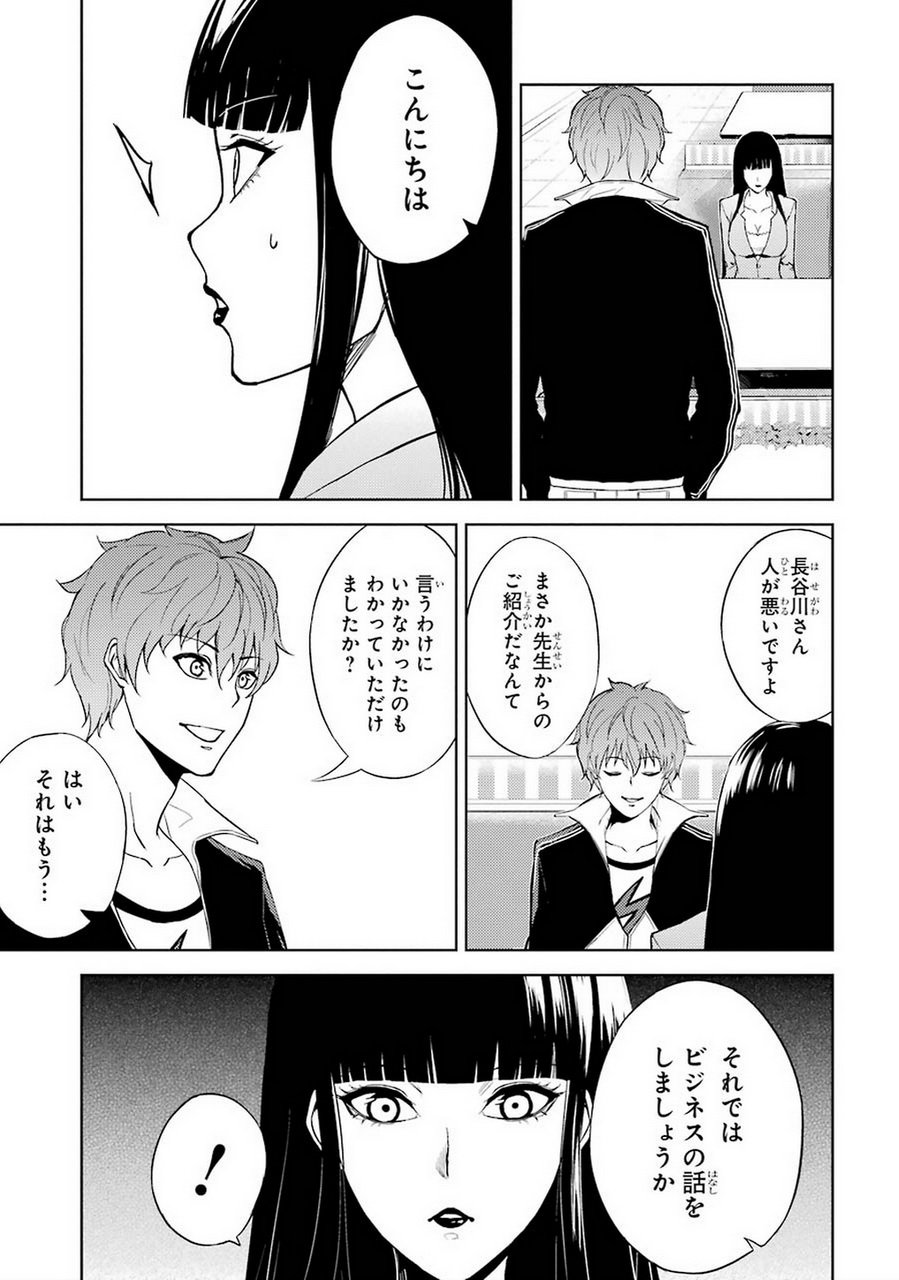 こんにちは
長谷川さん
人が悪いですよ
まさか先生からの
ご紹介だなんて
言うわけに
いかなかったのも
わかっていただけ
ましたか?
はい
それはもう…
それでは
ビジネスの話を
しましょうか
!